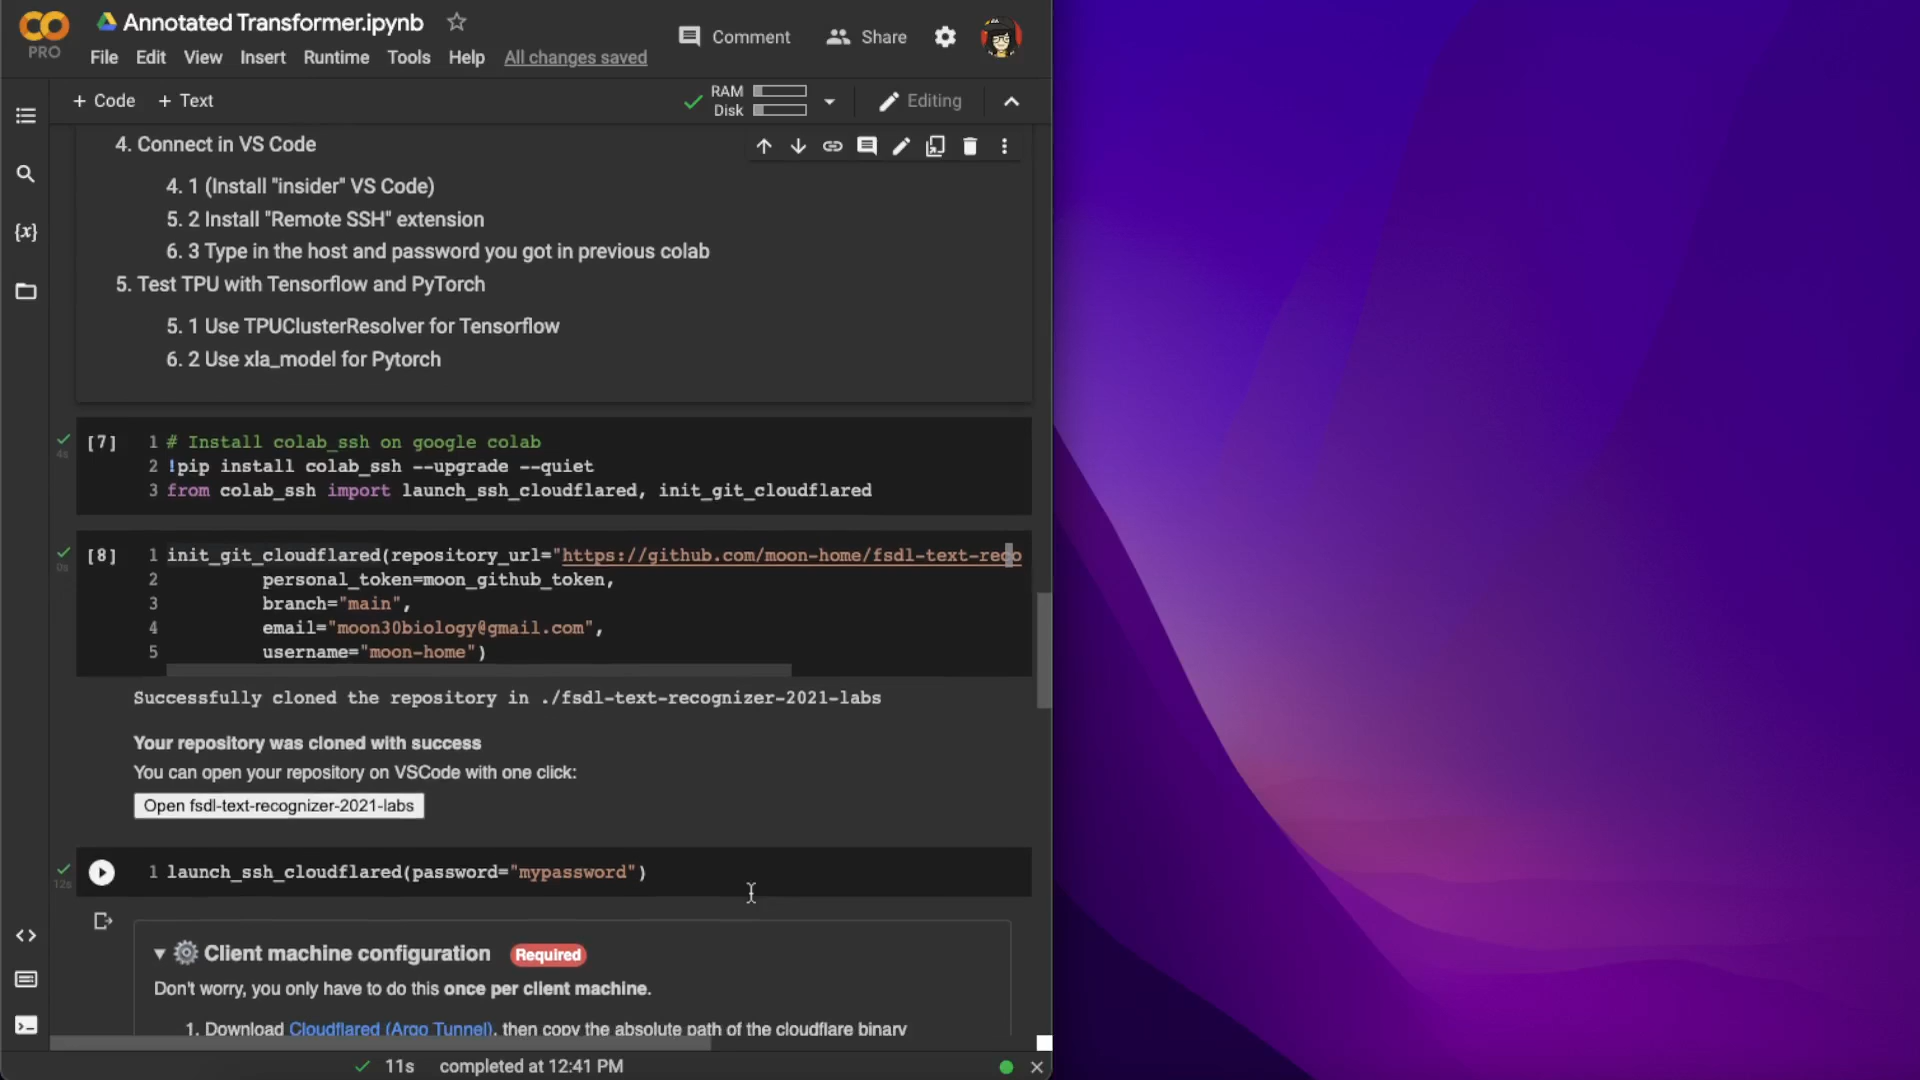 PRO
Annotated Transformer.ipynb
Comment
Share
File Edit View Insert Runtime Tools Help All changes saved
+ Code + Text
RAM
Disk
Editing
4. Connect in VS Code
4. 1 (Install "insider" VS Code)
5. 2 Install "Remote SSH" extension
6. 3 Type in the host and password you got in previous colab
5. Test TPU with Tensorflow and PyTorch
5. 1 Use TPUClusterResolver for Tensorflow
6. 2 Use xla_model for Pytorch
{x}
4s
[7]
1 # Install colab_ssh on google colab
2 !pip install colab_ssh --upgrade --quiet
3 from colab_ssh import launch_ssh_cloudflared, init_git_cloudflared
0s
[8]
1 init_git_cloudflared(repository_url="https://github.com/moon-home/fsdl-text-reco
2 personal_token=moon_github_token,
3 branch="main",
4 email="moon30biology@gmail.com",
5 username="moon-home")
Successfully cloned the repository in ./fsdl-text-recognizer-2021-labs
Your repository was cloned with success
You can open your repository on VSCode with one click:
Open fsdl-text-recognizer-2021-labs
12s
1 launch_ssh_cloudflared(password="mypassword")
Client machine configuration Required
Don't worry, you only have to do this once per client machine.
1. Download Cloudflared (Argo Tunnel), then copy the absolute path of the cloudflare binary
11s completed at 12:41 PM